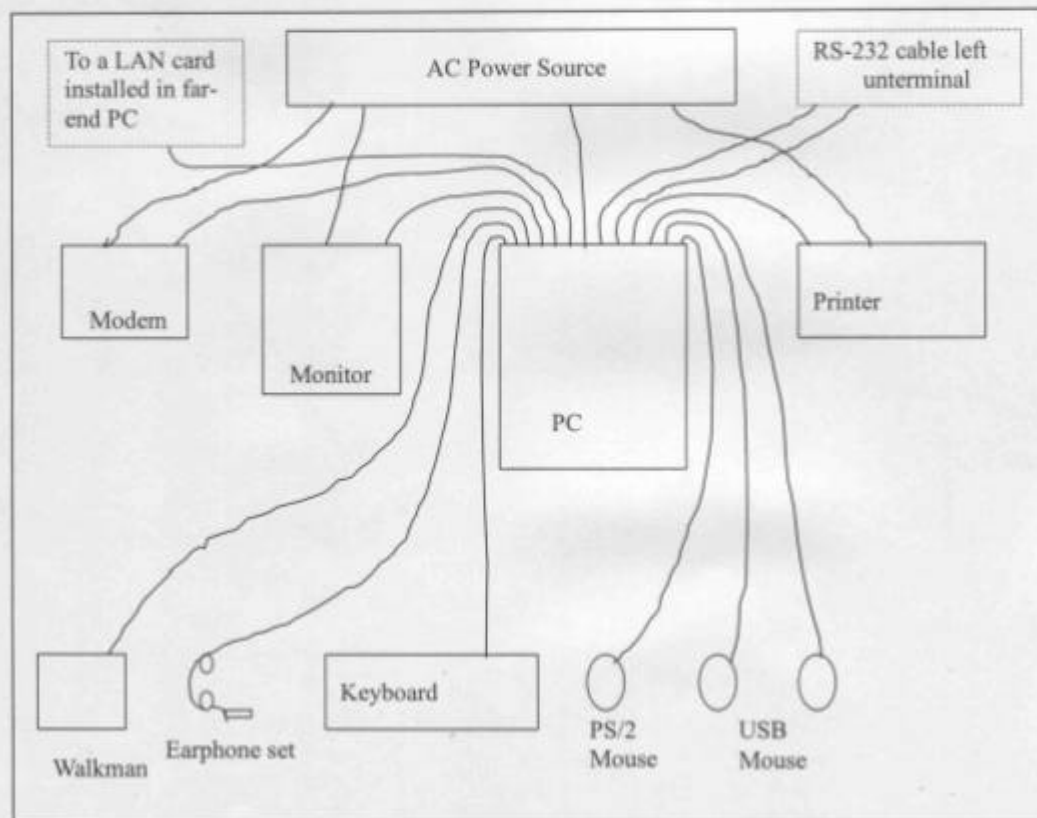 To a LAN card
installed in far-
end PC
AC Power Source
RS-232 cable left
unterminal
Modem
Monitor
PC
Printer
Walkman
Earphone set
Keyboard
PS/2
Mouse
USB
Mouse